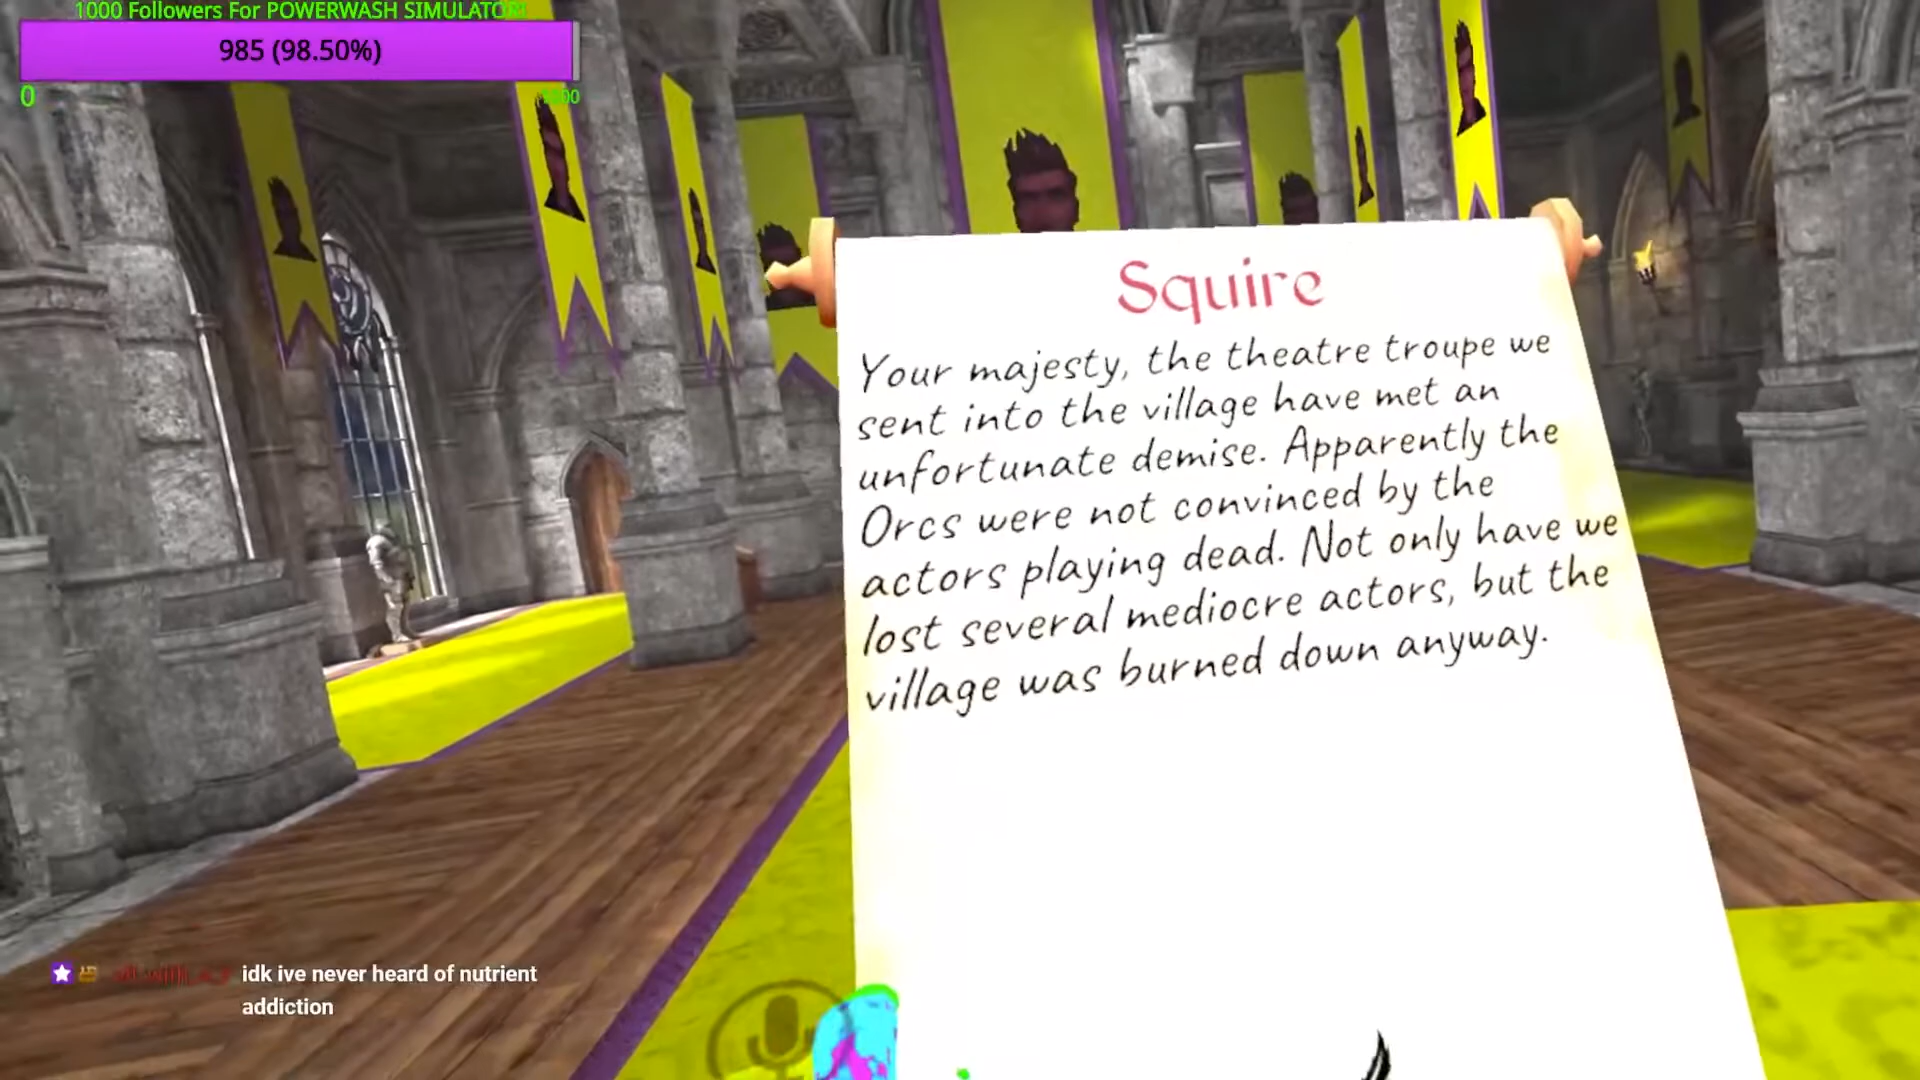 1000 Followers For POWERWASH SIMULATOR!
985 (98.50%)
0
1000
Squire
Your majesty, the theatre troupe we
sent into the village have met an
unfortunate demise. Apparently the
Orcs were not convinced by the
actors playing dead. Not only have we
lost several mediocre actors, but the
village was burned down anyway.
idk ive never heard of nutrient
addiction